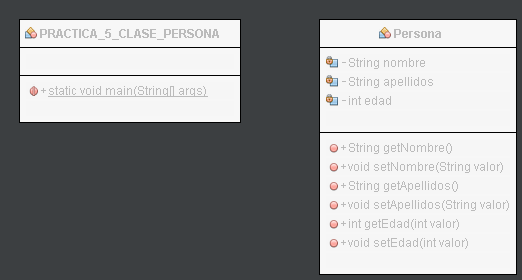 PRACTICA_5_CLASE_PERSONA
+static void main(String[] args)
Persona
-String nombre
-String apellidos
-int edad
+String getNombre()
+void setNombre(String valor)
+String getApellidos()
+void setApellidos(String valor)
+int getEdad(int valor)
+void setEdad(int valor)